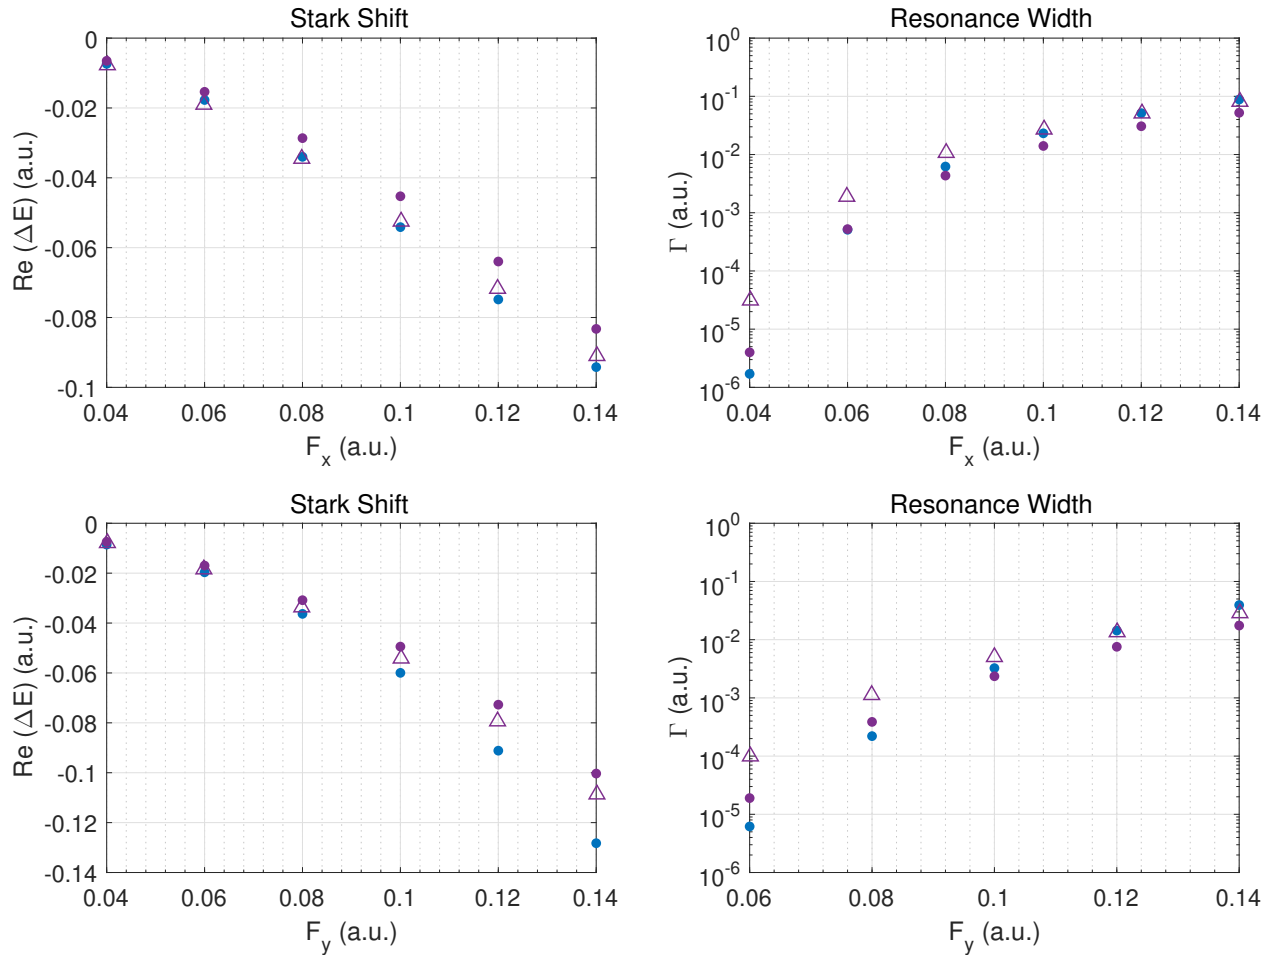 Stark Shift
Re (ΔE) (a.u.)
0
-0.02
-0.04
-0.06
-0.08
-0.1
0.04 0.06 0.08 0.1 0.12 0.14
F_x (a.u.)
Resonance Width
Γ (a.u.)
10^0
10^-1
10^-2
10^-3
10^-4
10^-5
10^-6
0.04 0.06 0.08 0.1 0.12 0.14
F_x (a.u.)
Stark Shift
Re (ΔE) (a.u.)
0
-0.02
-0.04
-0.06
-0.08
-0.1
-0.12
-0.14
0.04 0.06 0.08 0.1 0.12 0.14
F_y (a.u.)
Resonance Width
Γ (a.u.)
10^0
10^-1
10^-2
10^-3
10^-4
10^-5
10^-6
0.06 0.08 0.1 0.12 0.14
F_y (a.u.)